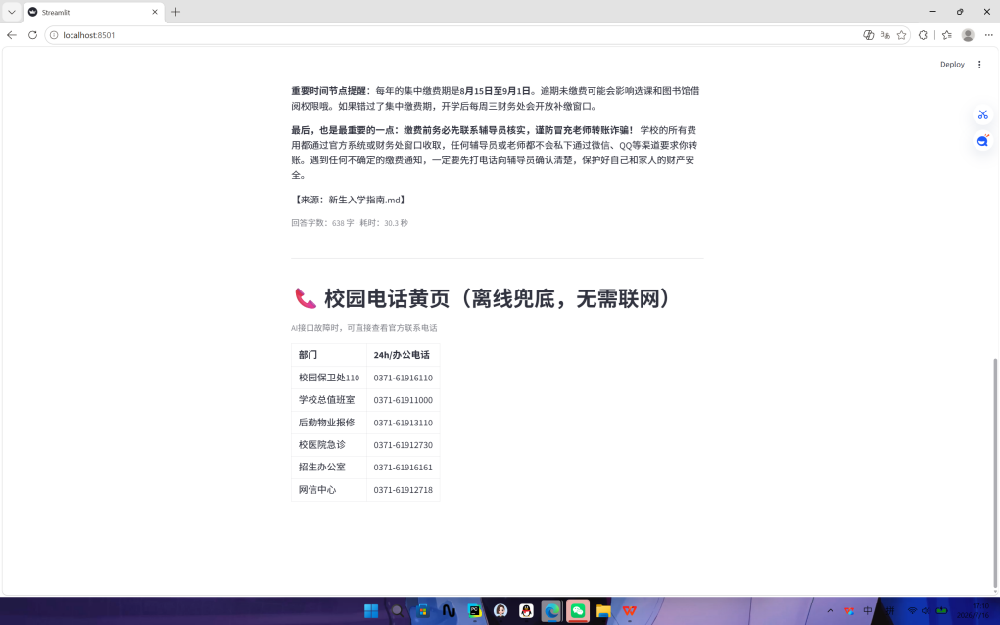 Streamlit
localhost:8501
Deploy
重要时间节点提醒：每年的集中缴费期是8月15日至9月1日。逾期未缴费可能会影响选课和图书馆借
阅权限哦。如果错过了集中缴费期，开学后每周三财务处会开放补缴窗口。
最后，也是最重要的一点：缴费前务必先联系辅导员核实，谨防冒充老师转账诈骗！ 学校的所有费
用都通过官方系统或财务处窗口收取，任何辅导员或老师都不会私下通过微信、QQ等渠道要求你转
账。遇到任何不确定的缴费通知，一定要先打电话向辅导员确认清楚，保护好自己和家人的财产安
全。
【来源：新生入学指南.md】
回答字数：638 字 · 耗时：30.3 秒
校园电话黄页（离线兜底，无需联网）
AI接口故障时，可直接查看官方联系电话
部门 24h/办公电话
校园保卫处110 0371-61916110
学校总值班室 0371-61911000
后勤物业报修 0371-61913110
校医院急诊 0371-61912730
招生办公室 0371-61916161
网信中心 0371-61912718
中